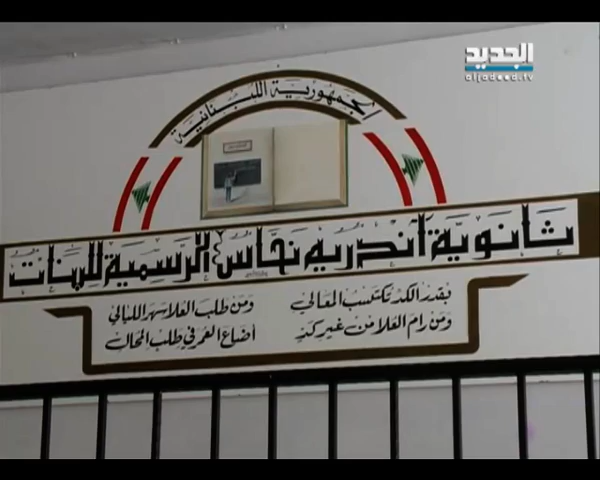 الجديد
aljadeed.tv
الجمهورية اللبنانية
ثانوية أندريه نحاس الرسمية للبنات
بقدر الكد تكتسب المعالي ومن طلب العلا سهر الليالي
ومن رام العلا من غير كد أضاع العمر في طلب المحال